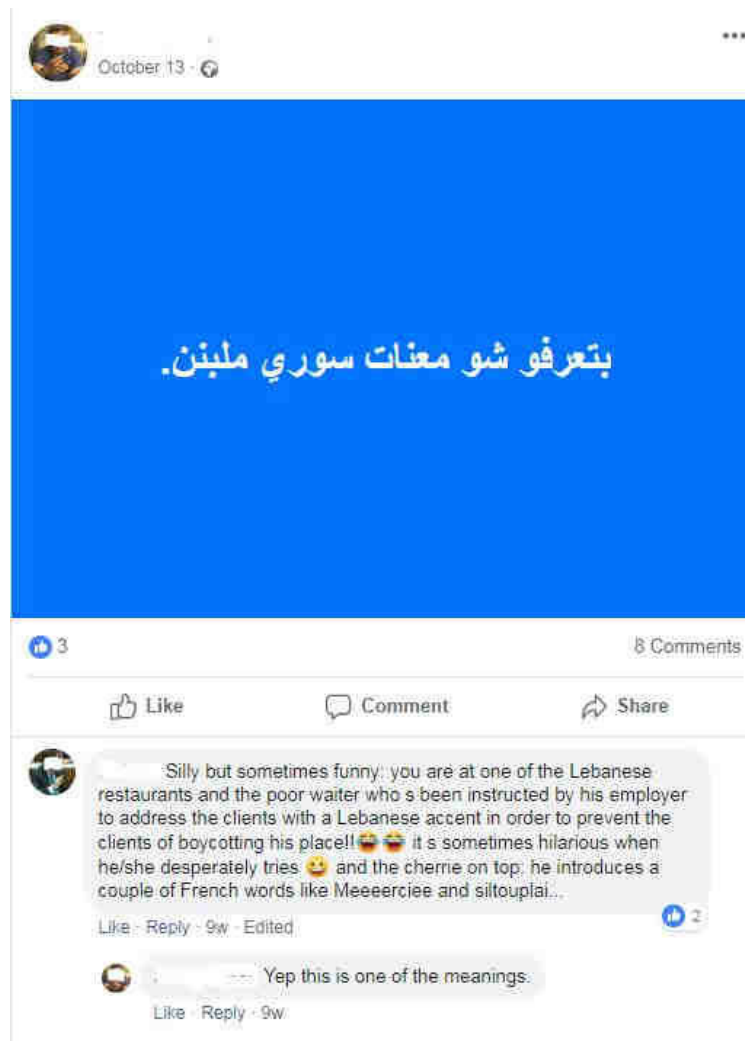 October 13 ·
بتعرفو شو معنات سوري ملبنن.
3
8 Comments
Like
Comment
Share
Silly but sometimes funny: you are at one of the Lebanese
restaurants and the poor waiter who s been instructed by his employer
to address the clients with a Lebanese accent in order to prevent the
clients of boycotting his place!!😂😂 it s sometimes hilarious when
he/she desperately tries 😀 and the cherrie on top: he introduces a
couple of French words like Meeeerciee and siltouplai...
2
Like · Reply · 9w · Edited
Yep this is one of the meanings.
Like · Reply · 9w